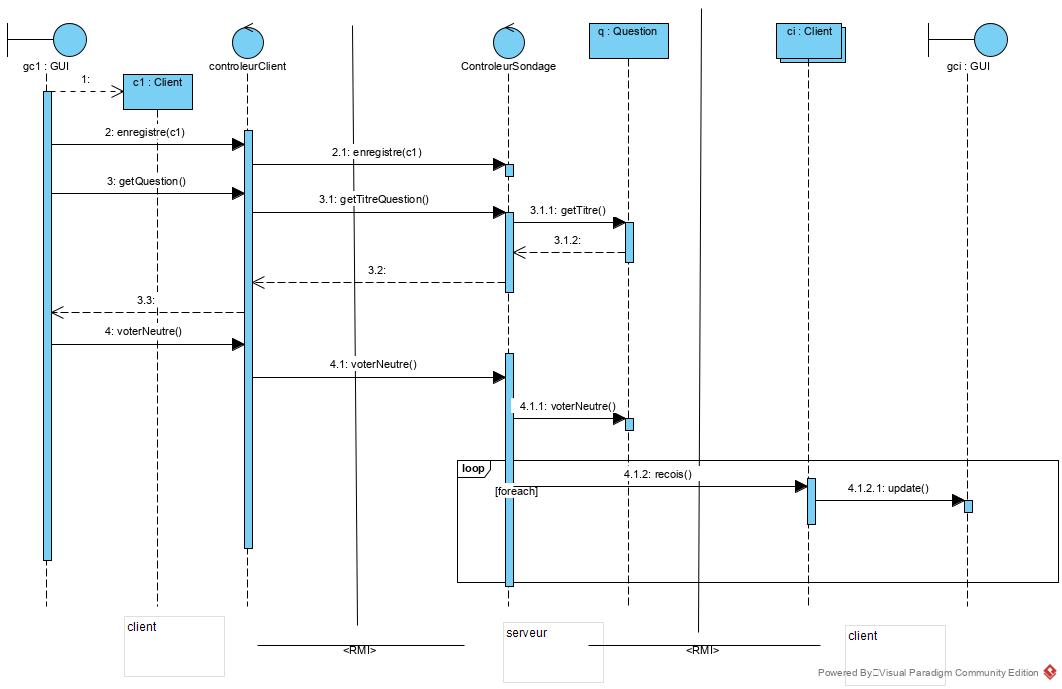 gc1 : GUI
controleurClient
ControleurSondage
q : Question
ci : Client
gci : GUI
1:
c1 : Client
2: enregistre(c1)
2.1: enregistre(c1)
3: getQuestion()
3.1: getTitreQuestion()
3.1.1: getTitre()
3.1.2:
3.2:
3.3:
4: voterNeutre()
4.1: voterNeutre()
4.1.1: voterNeutre()
loop
[foreach]
4.1.2: recois()
4.1.2.1: update()
client
<RMI>
serveur
<RMI>
client
Powered By Visual Paradigm Community Edition